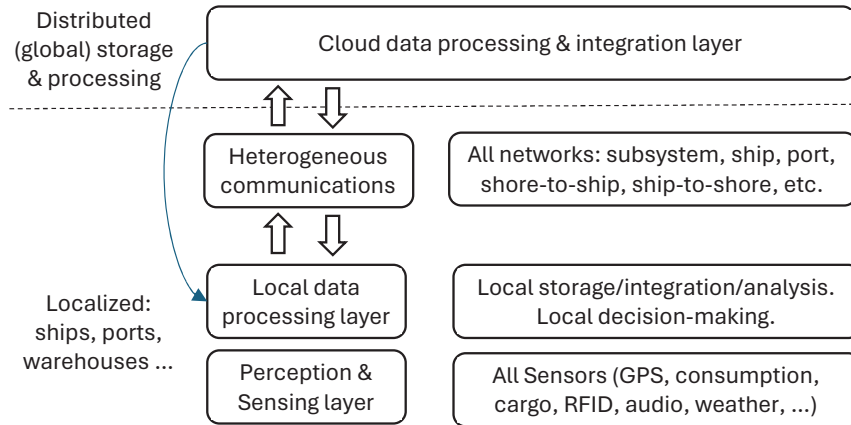 Distributed
(global) storage
& processing
Cloud data processing & integration layer
Heterogeneous
communications
All networks: subsystem, ship, port,
shore-to-ship, ship-to-shore, etc.
Localized:
ships, ports,
warehouses ...
Local data
processing layer
Local storage/integration/analysis.
Local decision-making.
Perception &
Sensing layer
All Sensors (GPS, consumption,
cargo, RFID, audio, weather, ...)